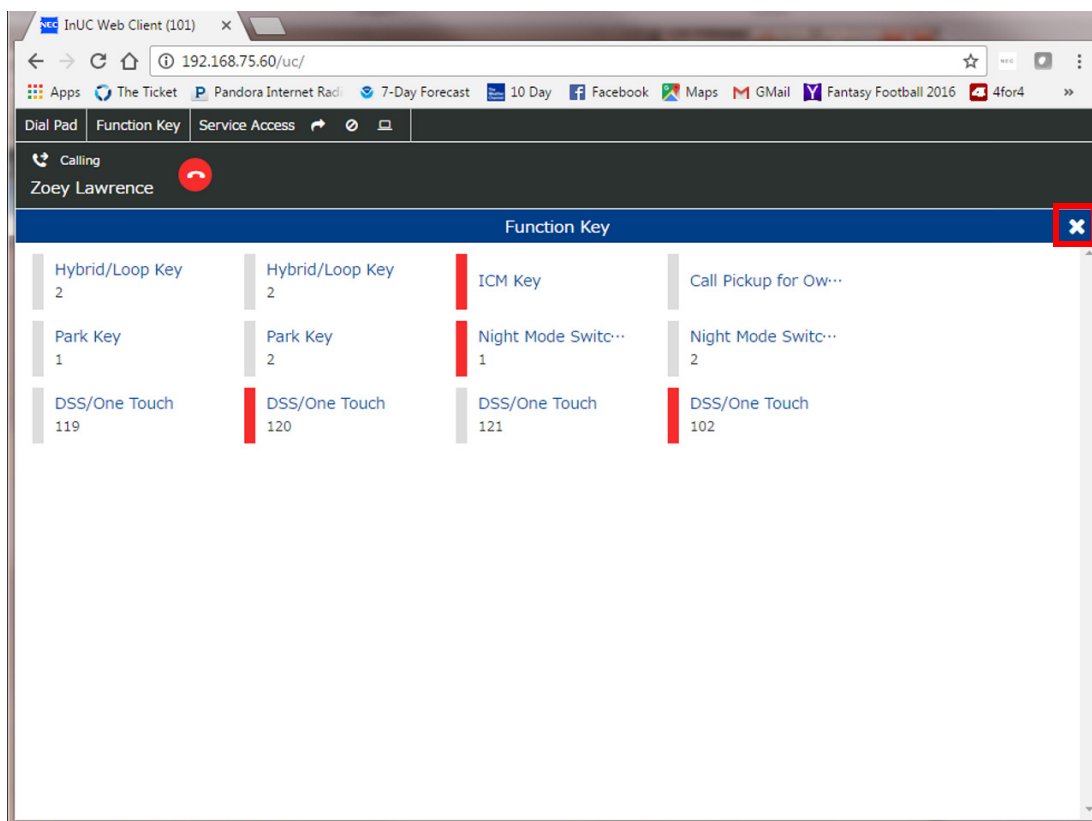 NEC InUC Web Client (101)
192.168.75.60/uc/
NEC
Apps The Ticket P Pandora Internet Radi 7-Day Forecast 10 Day Facebook Maps GMail Fantasy Football 2016 4for4 »
Dial Pad Function Key Service Access
Calling
Zoey Lawrence
Function Key
Hybrid/Loop Key Hybrid/Loop Key ICM Key Call Pickup for Ow···
2 2
Park Key Park Key Night Mode Switc··· Night Mode Switc···
1 2 1 2
DSS/One Touch DSS/One Touch DSS/One Touch DSS/One Touch
119 120 121 102